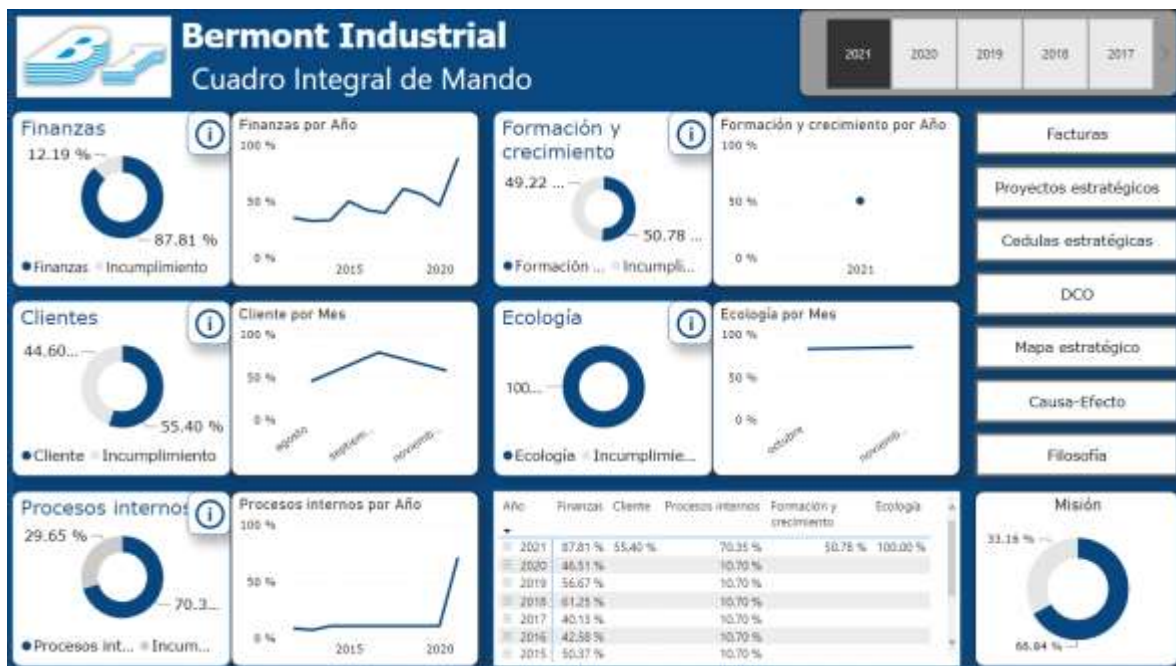 Bermont Industrial
Cuadro Integral de Mando
2021
2020
2019
2018
2017
Finanzas
12.19 %
87.81 %
Finanzas Incumplimiento
Finanzas por Año
100 %
50 %
0 %
2015 2020
Formación y
crecimiento
49.22 ...
50.78 ...
Formación ... Incumpli...
Formación y crecimiento por Año
100 %
50 %
0 %
2021
Facturas
Proyectos estratégicos
Cedulas estratégicas
DCO
Mapa estratégico
Causa-Efecto
Filosofía
Clientes
44.60...
55.40 %
Cliente Incumplimiento
Cliente por Mes
100 %
50 %
0 %
agosto septiem... noviemb...
Ecología
100...
Ecología Incumplimie...
Ecología por Mes
100 %
50 %
0 %
octubre noviemb...
Procesos internos
29.65 %
70.3...
Procesos int... Incum...
Procesos internos por Año
100 %
50 %
0 %
2015 2020
Año Finanzas Cliente Procesos internos Formación y crecimiento Ecología
2021 87.81 % 55.40 % 70.35 % 50.78 % 100.00 %
2020 46.51 % 10.70 %
2019 56.67 % 10.70 %
2018 61.25 % 10.70 %
2017 40.13 % 10.70 %
2016 42.58 % 10.70 %
2015 50.37 % 10.70 %
Misión
33.16 %
66.84 %